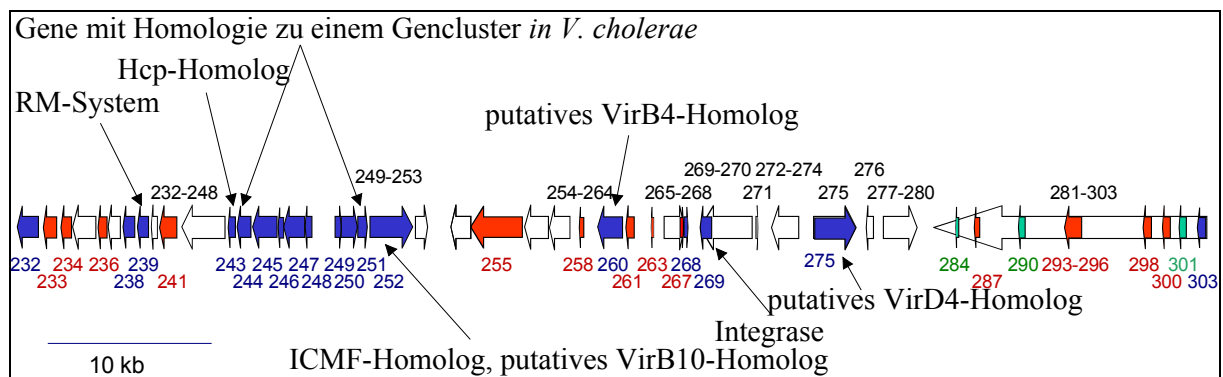 Gene mit Homologie zu einem Gencluster in V. cholerae
Hcp-Homolog
RM-System
putatives VirB4-Homolog
269-270 272-274 276
249-253
232-248 254-264 265-268 271 275 277-280 281-303
232 234 236 239 243 245 247 249 251 255 258 260 263 268 269 275 284 290 293-296 298 301
233 238 241 244 246 248 250 252 261 267 287 300 303
putatives VirD4-Homolog
Integrase
ICMF-Homolog, putatives VirB10-Homolog
10 kb